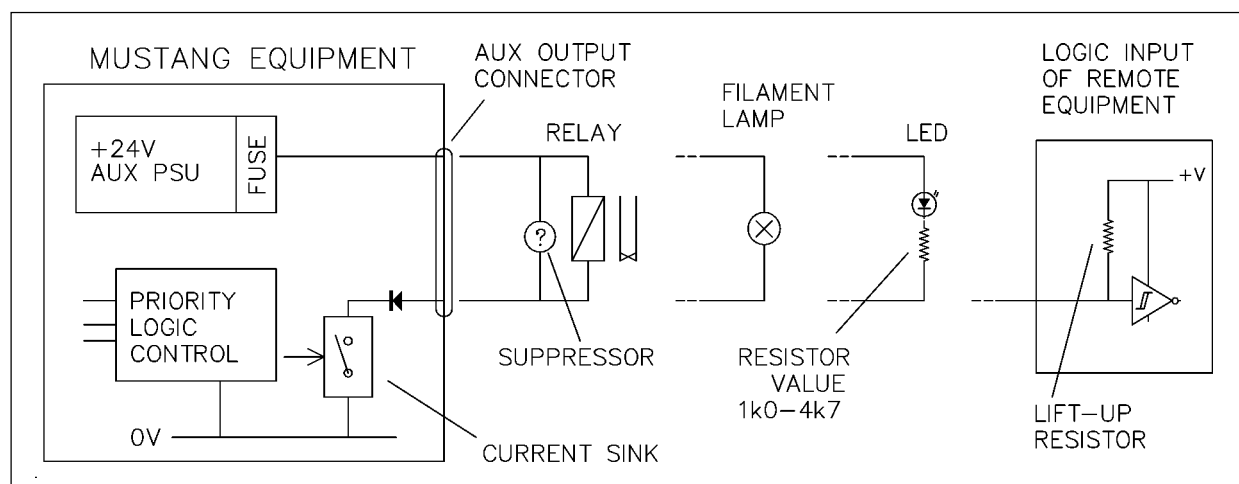 MUSTANG EQUIPMENT
AUX OUTPUT
CONNECTOR
LOGIC INPUT
OF REMOTE
EQUIPMENT
+24V
AUX PSU
FUSE
RELAY
FILAMENT
LAMP
LED
+V
?
PRIORITY
LOGIC
CONTROL
SUPPRESSOR
RESISTOR
VALUE
1k0-4k7
LIFT-UP
RESISTOR
0V
CURRENT SINK